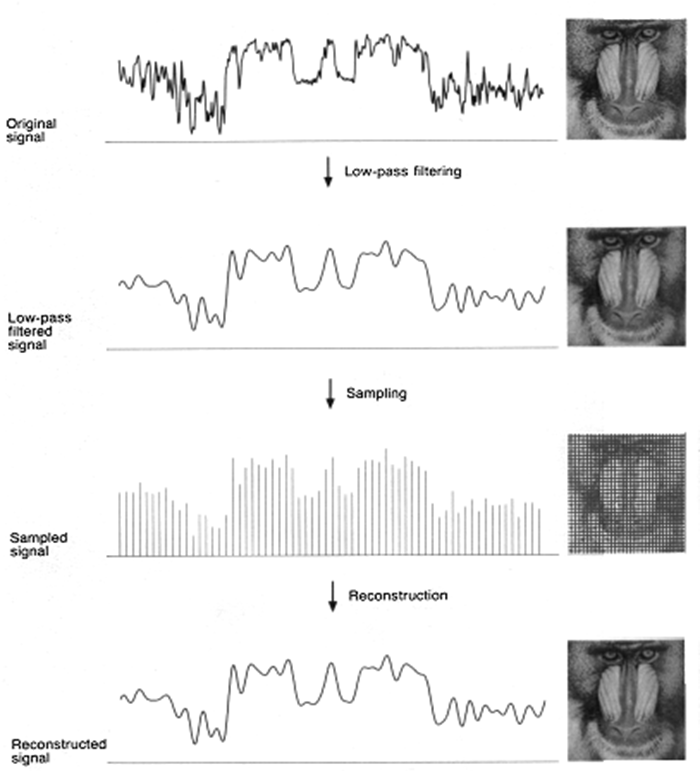 Original
signal
Low-pass filtering
Low-pass
filtered
signal
Sampling
Sampled
signal
Reconstruction
Reconstructed
signal